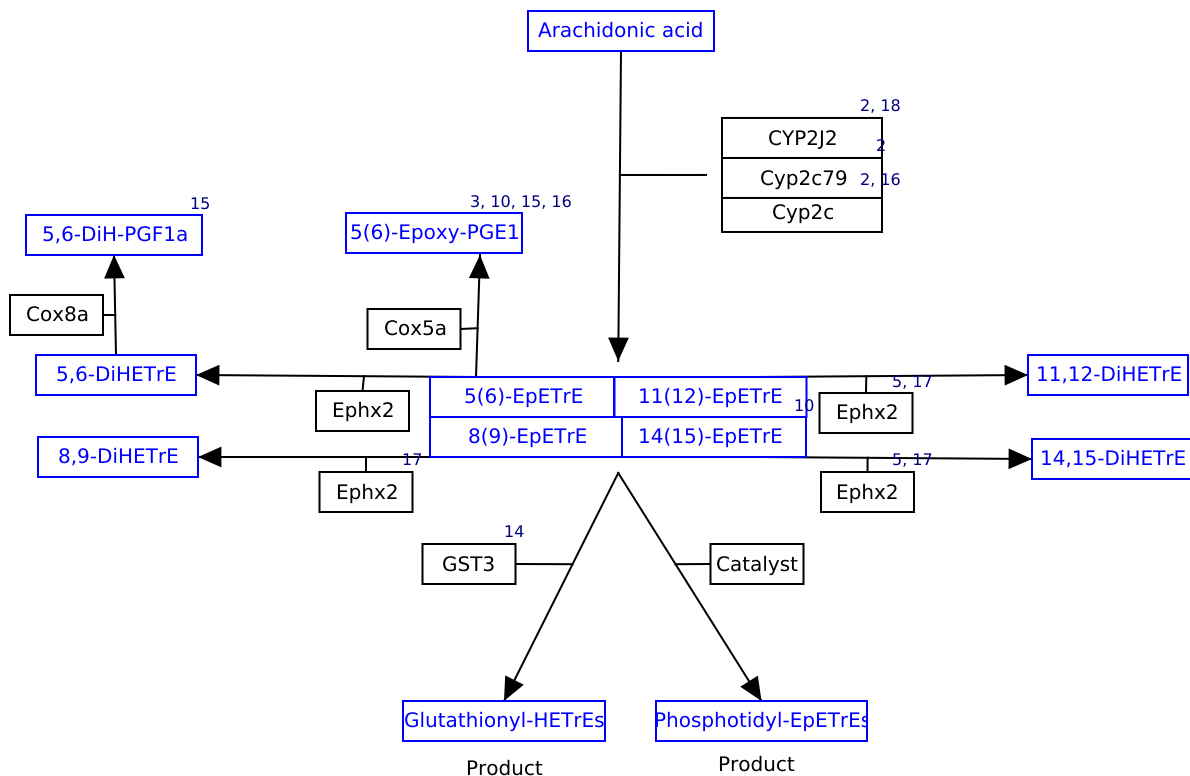 Arachidonic acid
2, 18
CYP2J2
2
Cyp2c79
2, 16
Cyp2c
15
5,6-DiH-PGF1a
3, 10, 15, 16
5(6)-Epoxy-PGE1
Cox8a
Cox5a
5,6-DiHETrE
5, 17
11,12-DiHETrE
Ephx2
5(6)-EpETrE
11(12)-EpETrE
10
Ephx2
8,9-DiHETrE
17
8(9)-EpETrE
14(15)-EpETrE
5, 17
14,15-DiHETrE
Ephx2
Ephx2
14
GST3
Catalyst
Glutathionyl-HETrEs
Phosphotidyl-EpETrEs
Product
Product